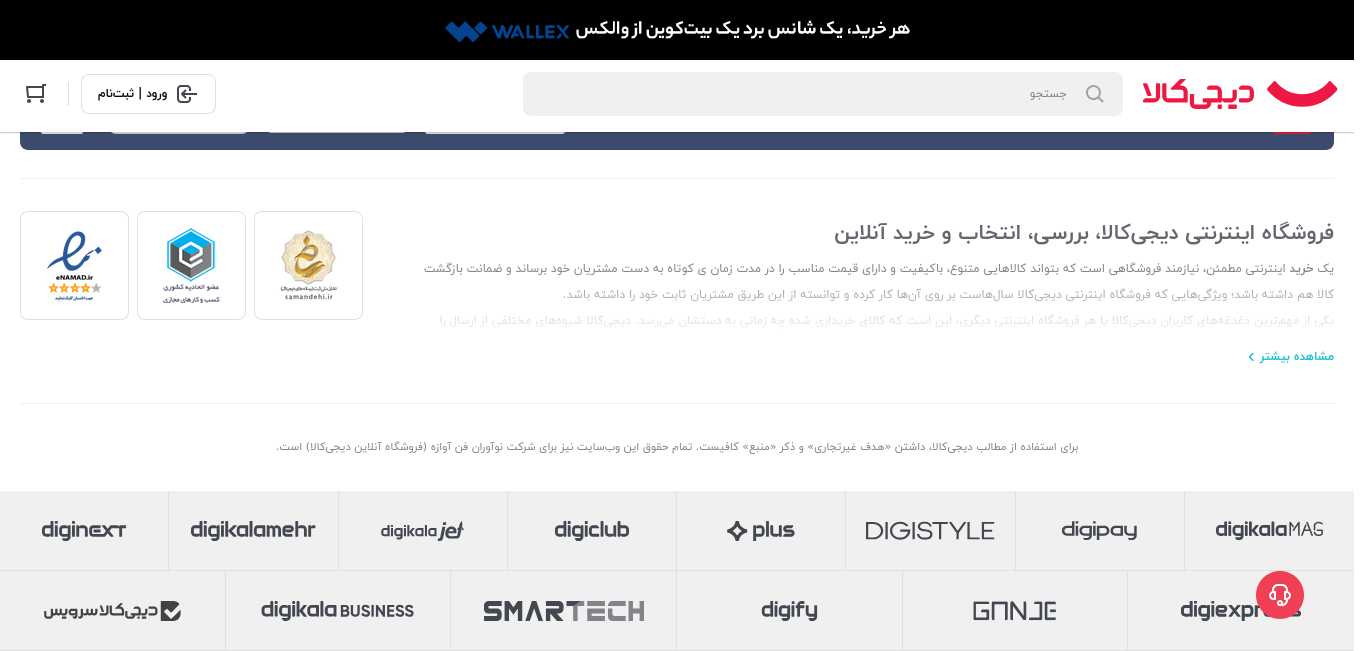 هر خرید، یک شانس برد یک بیت‌کوین از والکس WALLEX
دیجی‌کالا
جستجو
ورود | ثبت‌نام
فروشگاه اینترنتی دیجی‌کالا، بررسی، انتخاب و خرید آنلاین
یک خرید اینترنتی مطمئن، نیازمند فروشگاهی است که بتواند کالاهایی متنوع، باکیفیت و دارای قیمت مناسب را در مدت زمان ی کوتاه به دست مشتریان خود برساند و ضمانت بازگشت
کالا هم داشته باشد؛ ویژگی‌هایی که فروشگاه اینترنتی دیجی‌کالا سال‌هاست بر روی آن‌ها کار کرده و توانسته از این طریق مشتریان ثابت خود را داشته باشد.
یکی از مهم‌ترین دغدغه‌های کاربران دیجی‌کالا یا هر فروشگاه‌ اینترنتی دیگری، این است که کالای خریداری شده چه زمانی به دستشان می‌رسد. دیجی‌کالا شیوه‌های مختلفی از ارسال را
مشاهده بیشتر
samandehi.ir
عضو اتحادیه کشوری
کسب و کارهای مجازی
eNAMAD.ir
برای استفاده از مطالب دیجی‌کالا، داشتن «هدف غیرتجاری» و ذکر «منبع» کافیست. تمام حقوق اين وب‌سايت نیز برای شرکت نوآوران فن آوازه (فروشگاه آنلاین دیجی‌کالا) است.
diginext
digikalamehr
digikala jet
digiclub
plus
DIGISTYLE
digipay
digikala MAG
دیجی‌کالا سرویس
digikala BUSINESS
SMARTECH
digify
GANJE
digiexpress